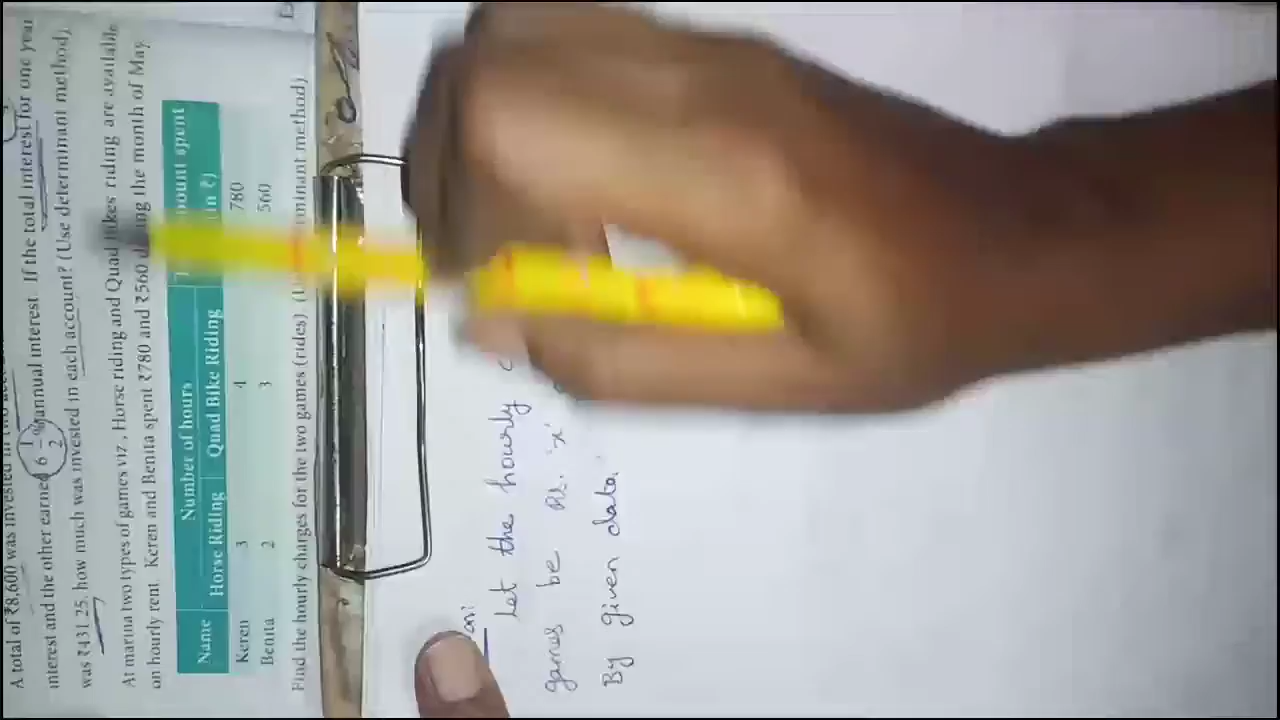 A total of ₹8,600 was invested in two
interest and the other earned 6 1/2 % annual interest. If the total interest for one year
was ₹431.25, how much was invested in each account? (Use determinant method)
At marina two types of games viz., Horse riding and Quad Bikes riding are available
on hourly rent. Keren and Benita spent ₹780 and ₹560 during the month of May.
Name Number of hours ount spent
Horse Riding Quad Bike Riding in ₹)
Keren 3 4 780
Benita 2 3 560
Find the hourly charges for the two games (rides) minant method)
Let the hourly
games be Rs. 'x'
By given data.